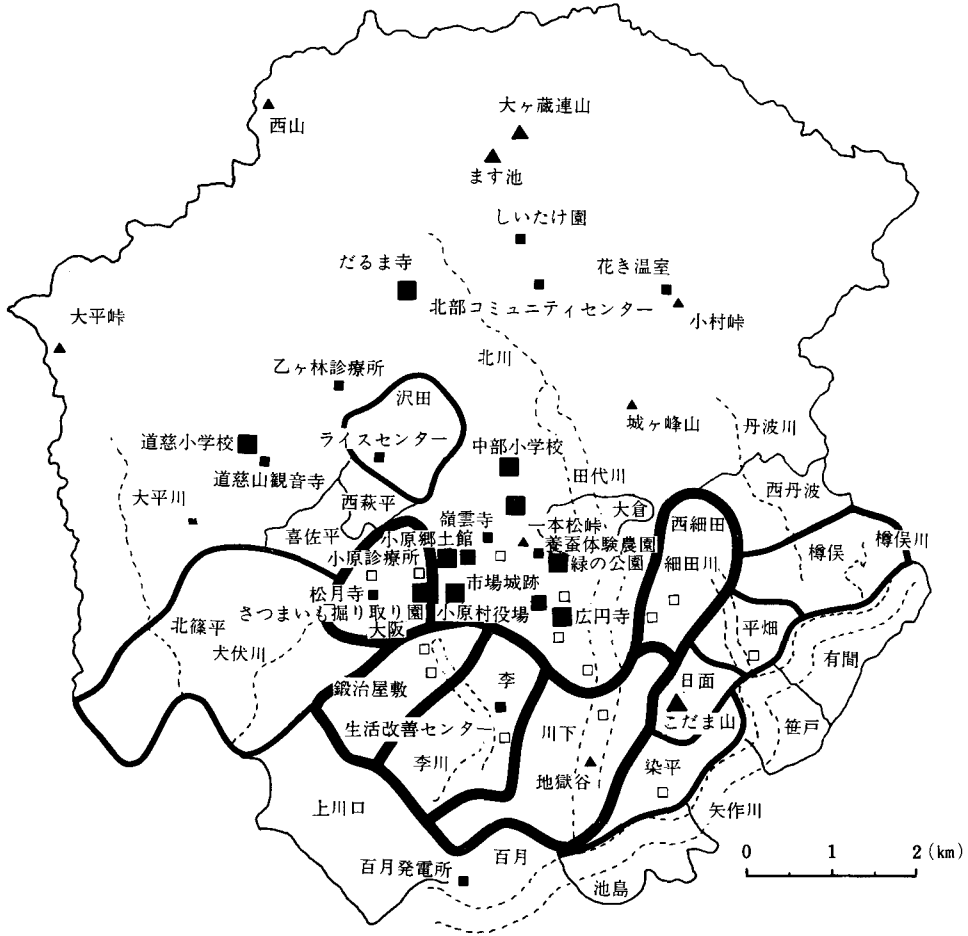 大ヶ蔵連山
西山
ます池
しいたけ園
だるま寺
花き温室
北部コミュニティセンター
大平峠
小村峠
北川
乙ヶ林診療所
沢田
城ヶ峰山
丹波川
道慈小学校
ライスセンター
中部小学校
道慈山観音寺
田代川
大平川
西丹波
西萩平
大倉
嶺雲寺
一本松峠
西細田
喜佐平
小原郷土館
養蚕体験農園
樽俣
樽俣川
小原診療所
緑の公園
細田川
松月寺
市場城跡
さつまいも掘り取り園
小原村役場
広円寺
北篠平
大阪
平畑
犬伏川
有間
鍛治屋敷
李
日面
こだま山
生活改善センター
川下
笹戸
李川
地獄谷
染平
上川口
矢作川
百月
百月発電所
池島
0 1 2 (km)